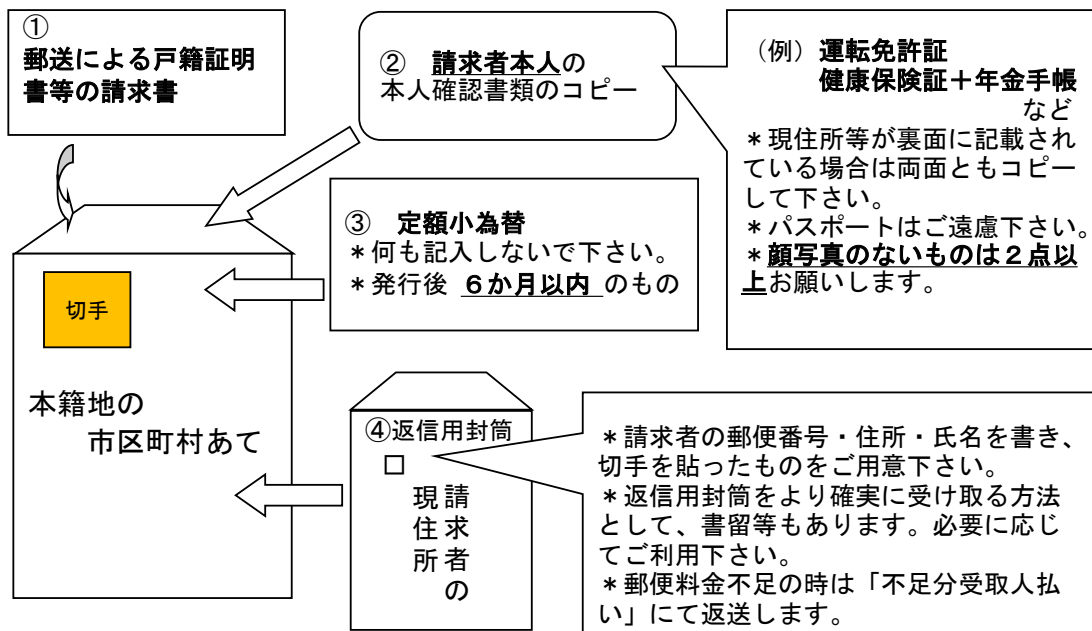 ①
郵送による戸籍証明
書等の請求書
② 請求者本人の
本人確認書類のコピー
(例)運転免許証
健康保険証＋年金手帳
など
＊現住所等が裏面に記載され
ている場合は両面ともコピー
して下さい。
＊パスポートはご遠慮下さい。
＊顔写真のないものは２点以
上お願いします。
③ 定額小為替
＊何も記入しないで下さい。
＊発行後 ６か月以内 のもの
切手
本籍地の
市区町村あて
④返信用封筒
□
請求者の
現住所
＊請求者の郵便番号・住所・氏名を書き、
切手を貼ったものをご用意下さい。
＊返信用封筒をより確実に受け取る方法
として、書留等もあります。必要に応じ
てご利用下さい。
＊郵便料金不足の時は「不足分受取人払
い」にて返送します。